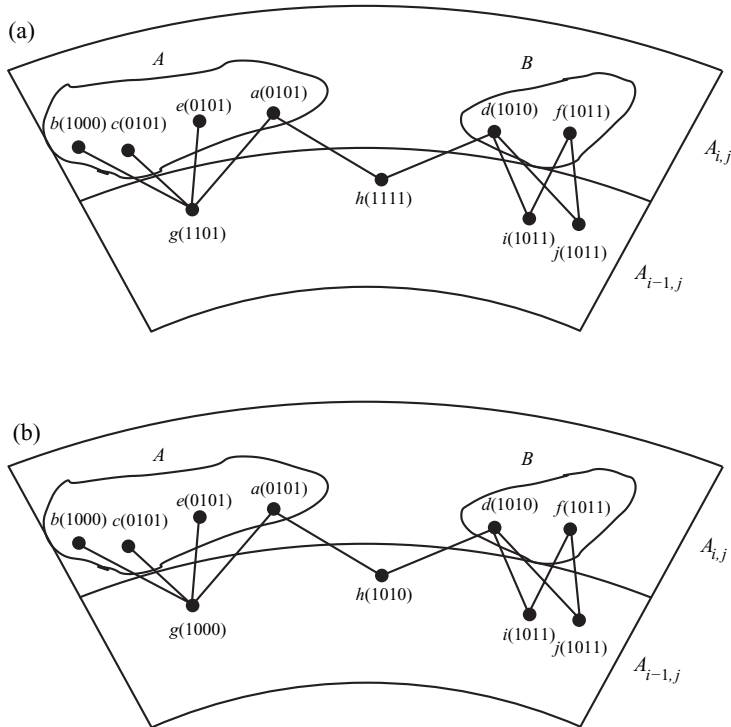 (a)
A
B
b(1000) c(0101) e(0101) a(0101) d(1010) f(1011)
A_{i,j}
h(1111)
g(1101) i(1011)
j(1011)
A_{i−1,j}
(b)
A
B
b(1000) c(0101) e(0101) a(0101) d(1010) f(1011)
A_{i,j}
h(1010)
g(1000) i(1011)
j(1011)
A_{i−1,j}